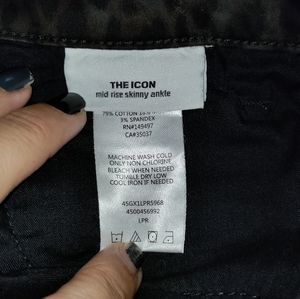 THE ICON
mid rise skinny ankle
79% COTTON
3% SPANDEX
RN#149497
CA#35037
MACHINE WASH COLD
ONLY NON CHLORINE
BLEACH WHEN NEEDED
TUMBLE DRY LOW
COOL IRON IF NEEDED
45GX1LPR5968
4500456992
LPR